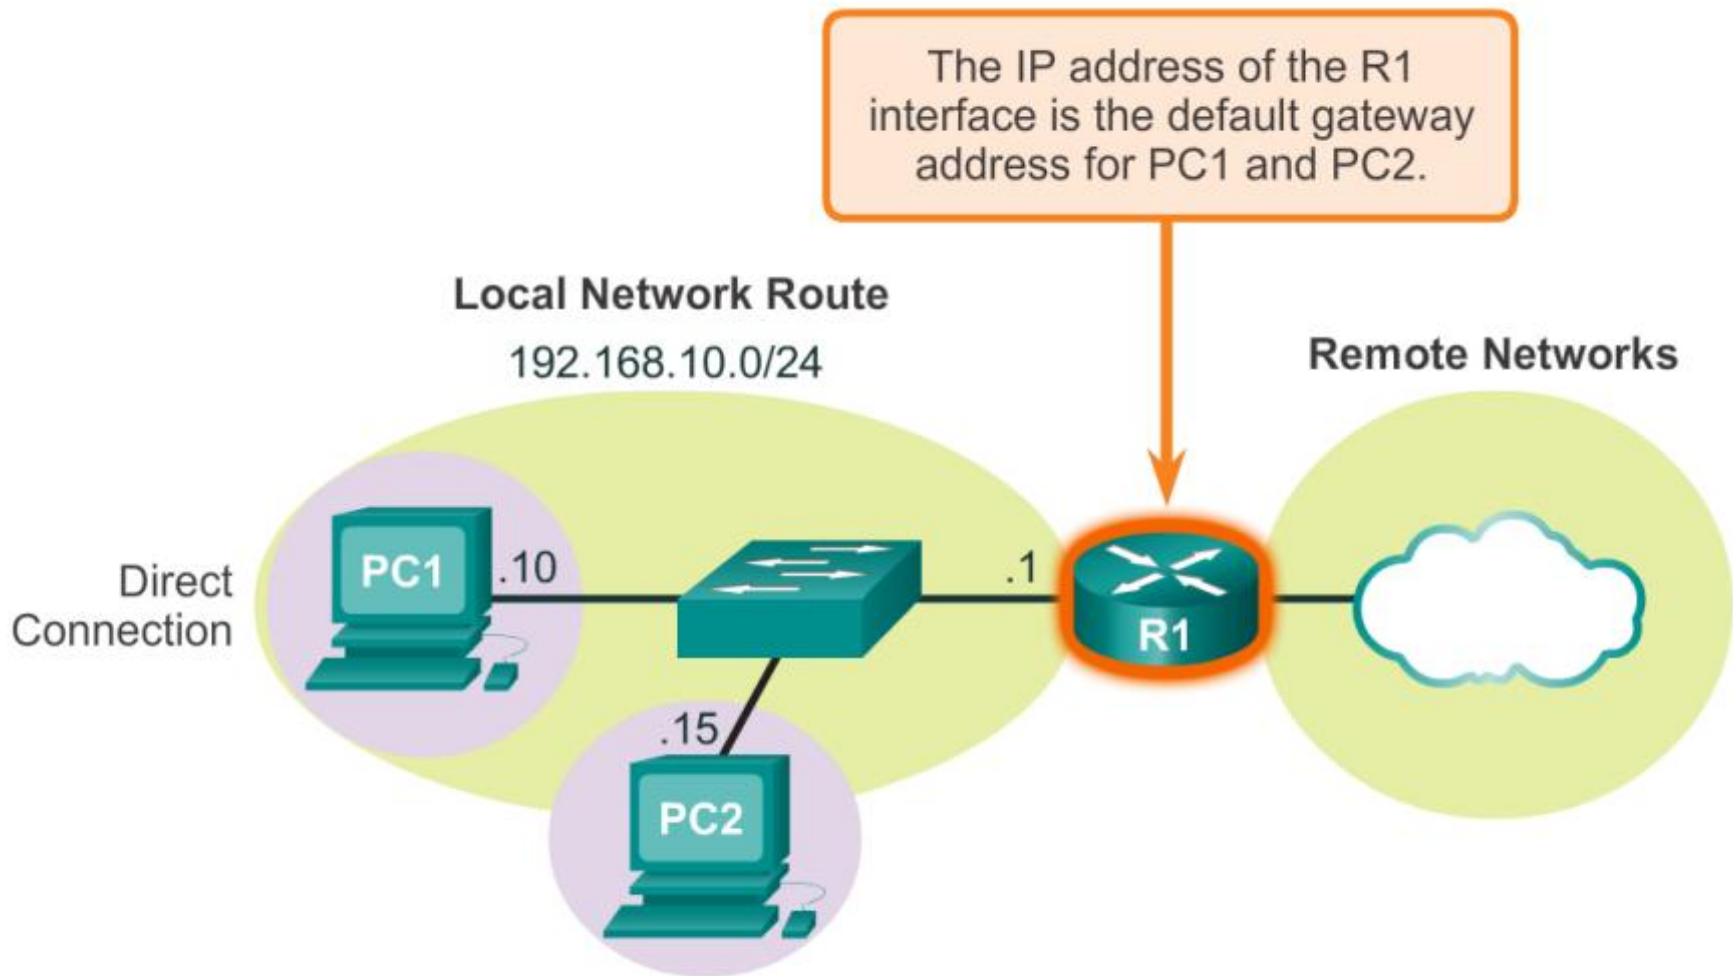 The IP address of the R1
interface is the default gateway
address for PC1 and PC2.
Local Network Route
192.168.10.0/24
Remote Networks
Direct
Connection
PC1
.10
.1
R1
.15
PC2